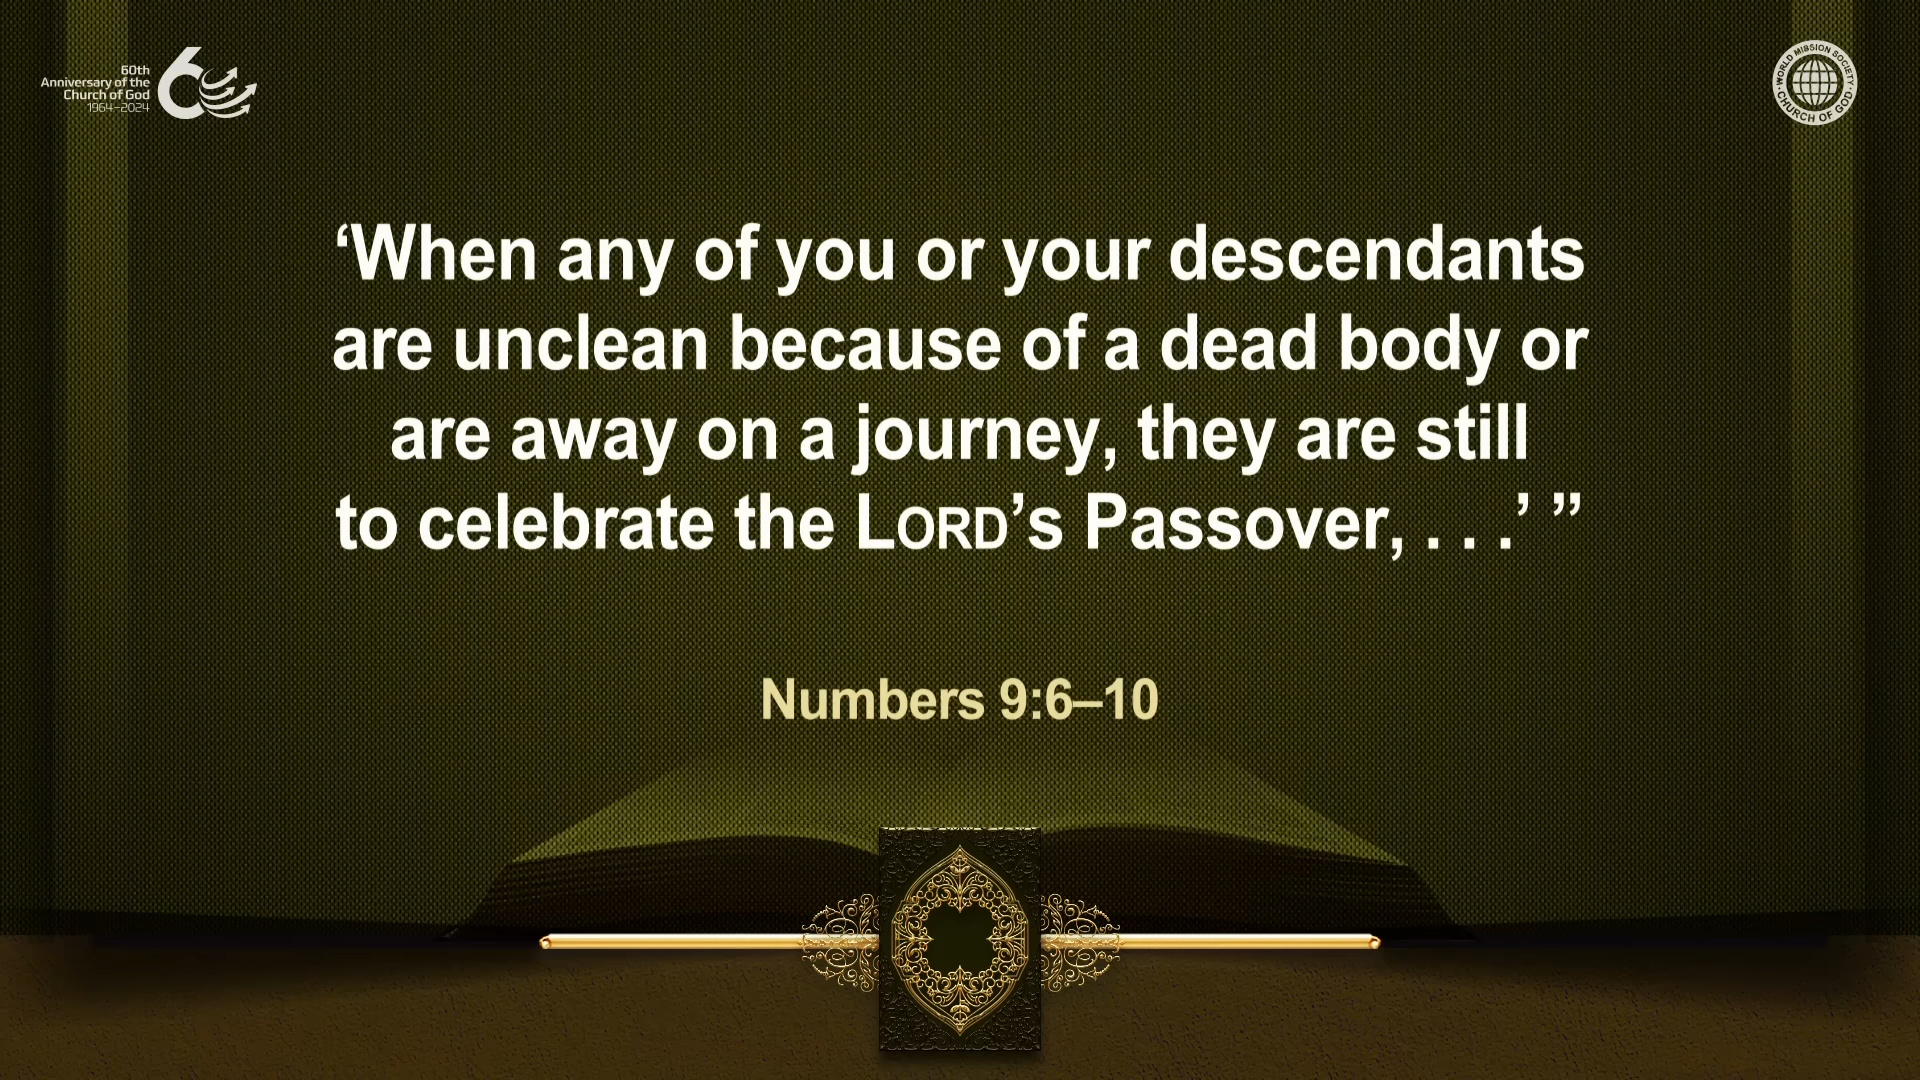 60th
Anniversary of the
Church of God
1964–2024
60
WORLD MISSION SOCIETY
CHURCH OF GOD
‘When any of you or your descendants
are unclean because of a dead body or
are away on a journey, they are still
to celebrate the LORD’s Passover, . . .’ ”
Numbers 9:6–10